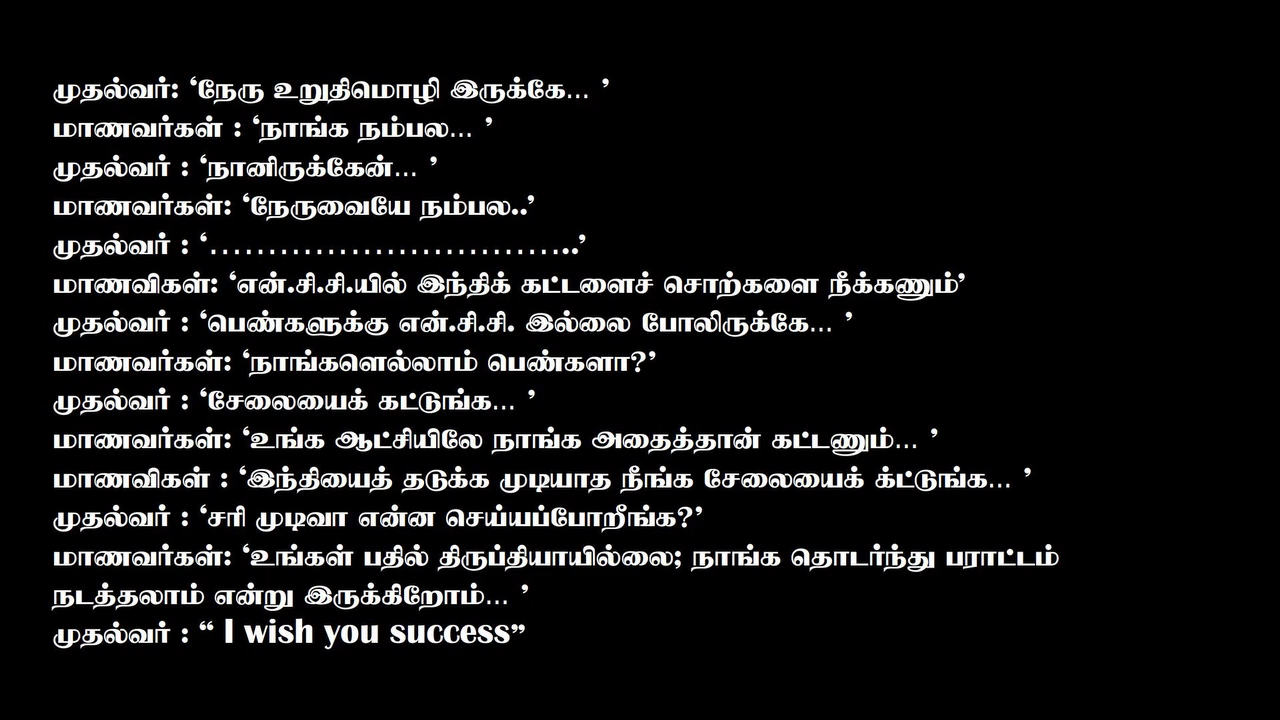 முதல்வர்: ‘நேரு உறுதிமொழி இருக்கே... ’
மாணவர்கள் : ‘நாங்க நம்பல... ’
முதல்வர் : ‘நானிருக்கேன்... ’
மாணவர்கள்: ‘நேருவையே நம்பல..’
முதல்வர் : ‘…………………………..’
மாணவிகள்: ‘என்.சி.சி.யில் இந்திக் கட்டளைச் சொற்களை நீக்கணும்’
முதல்வர் : ‘பெண்களுக்கு என்.சி.சி. இல்லை போலிருக்கே... ’
மாணவர்கள்: ‘நாங்களெல்லாம் பெண்களா?’
முதல்வர் : ‘சேலையைக் கட்டுங்க... ’
மாணவர்கள்: ‘உங்க ஆட்சியிலே நாங்க அதைத்தான் கட்டணும்... ’
மாணவிகள் : ‘இந்தியைத் தடுக்க முடியாத நீங்க சேலையைக் க்ட்டுங்க... ’
முதல்வர் : ‘சரி முடிவா என்ன செய்யப்போறீங்க?’
மாணவர்கள்: ‘உங்கள் பதில் திருப்தியாயில்லை; நாங்க தொடர்ந்து பராட்டம்
நடத்தலாம் என்று இருக்கிறோம்... ’
முதல்வர் : “ I wish you success”